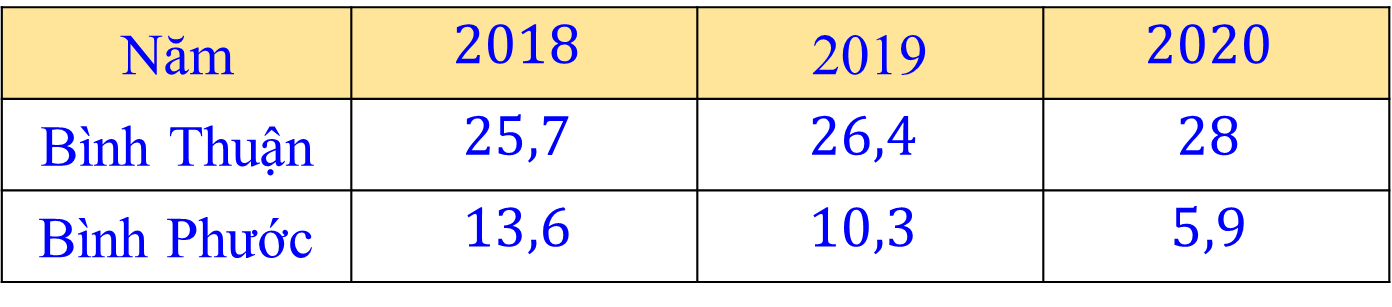 Năm 2018 2019 2020
Bình Thuận 25,7 26,4 28
Bình Phước 13,6 10,3 5,9